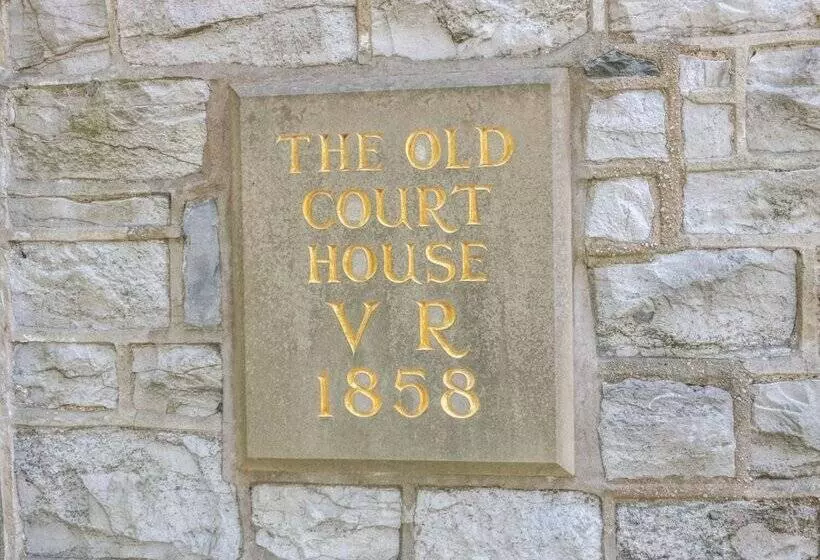 THE OLD
COURT
HOUSE
V R
1858